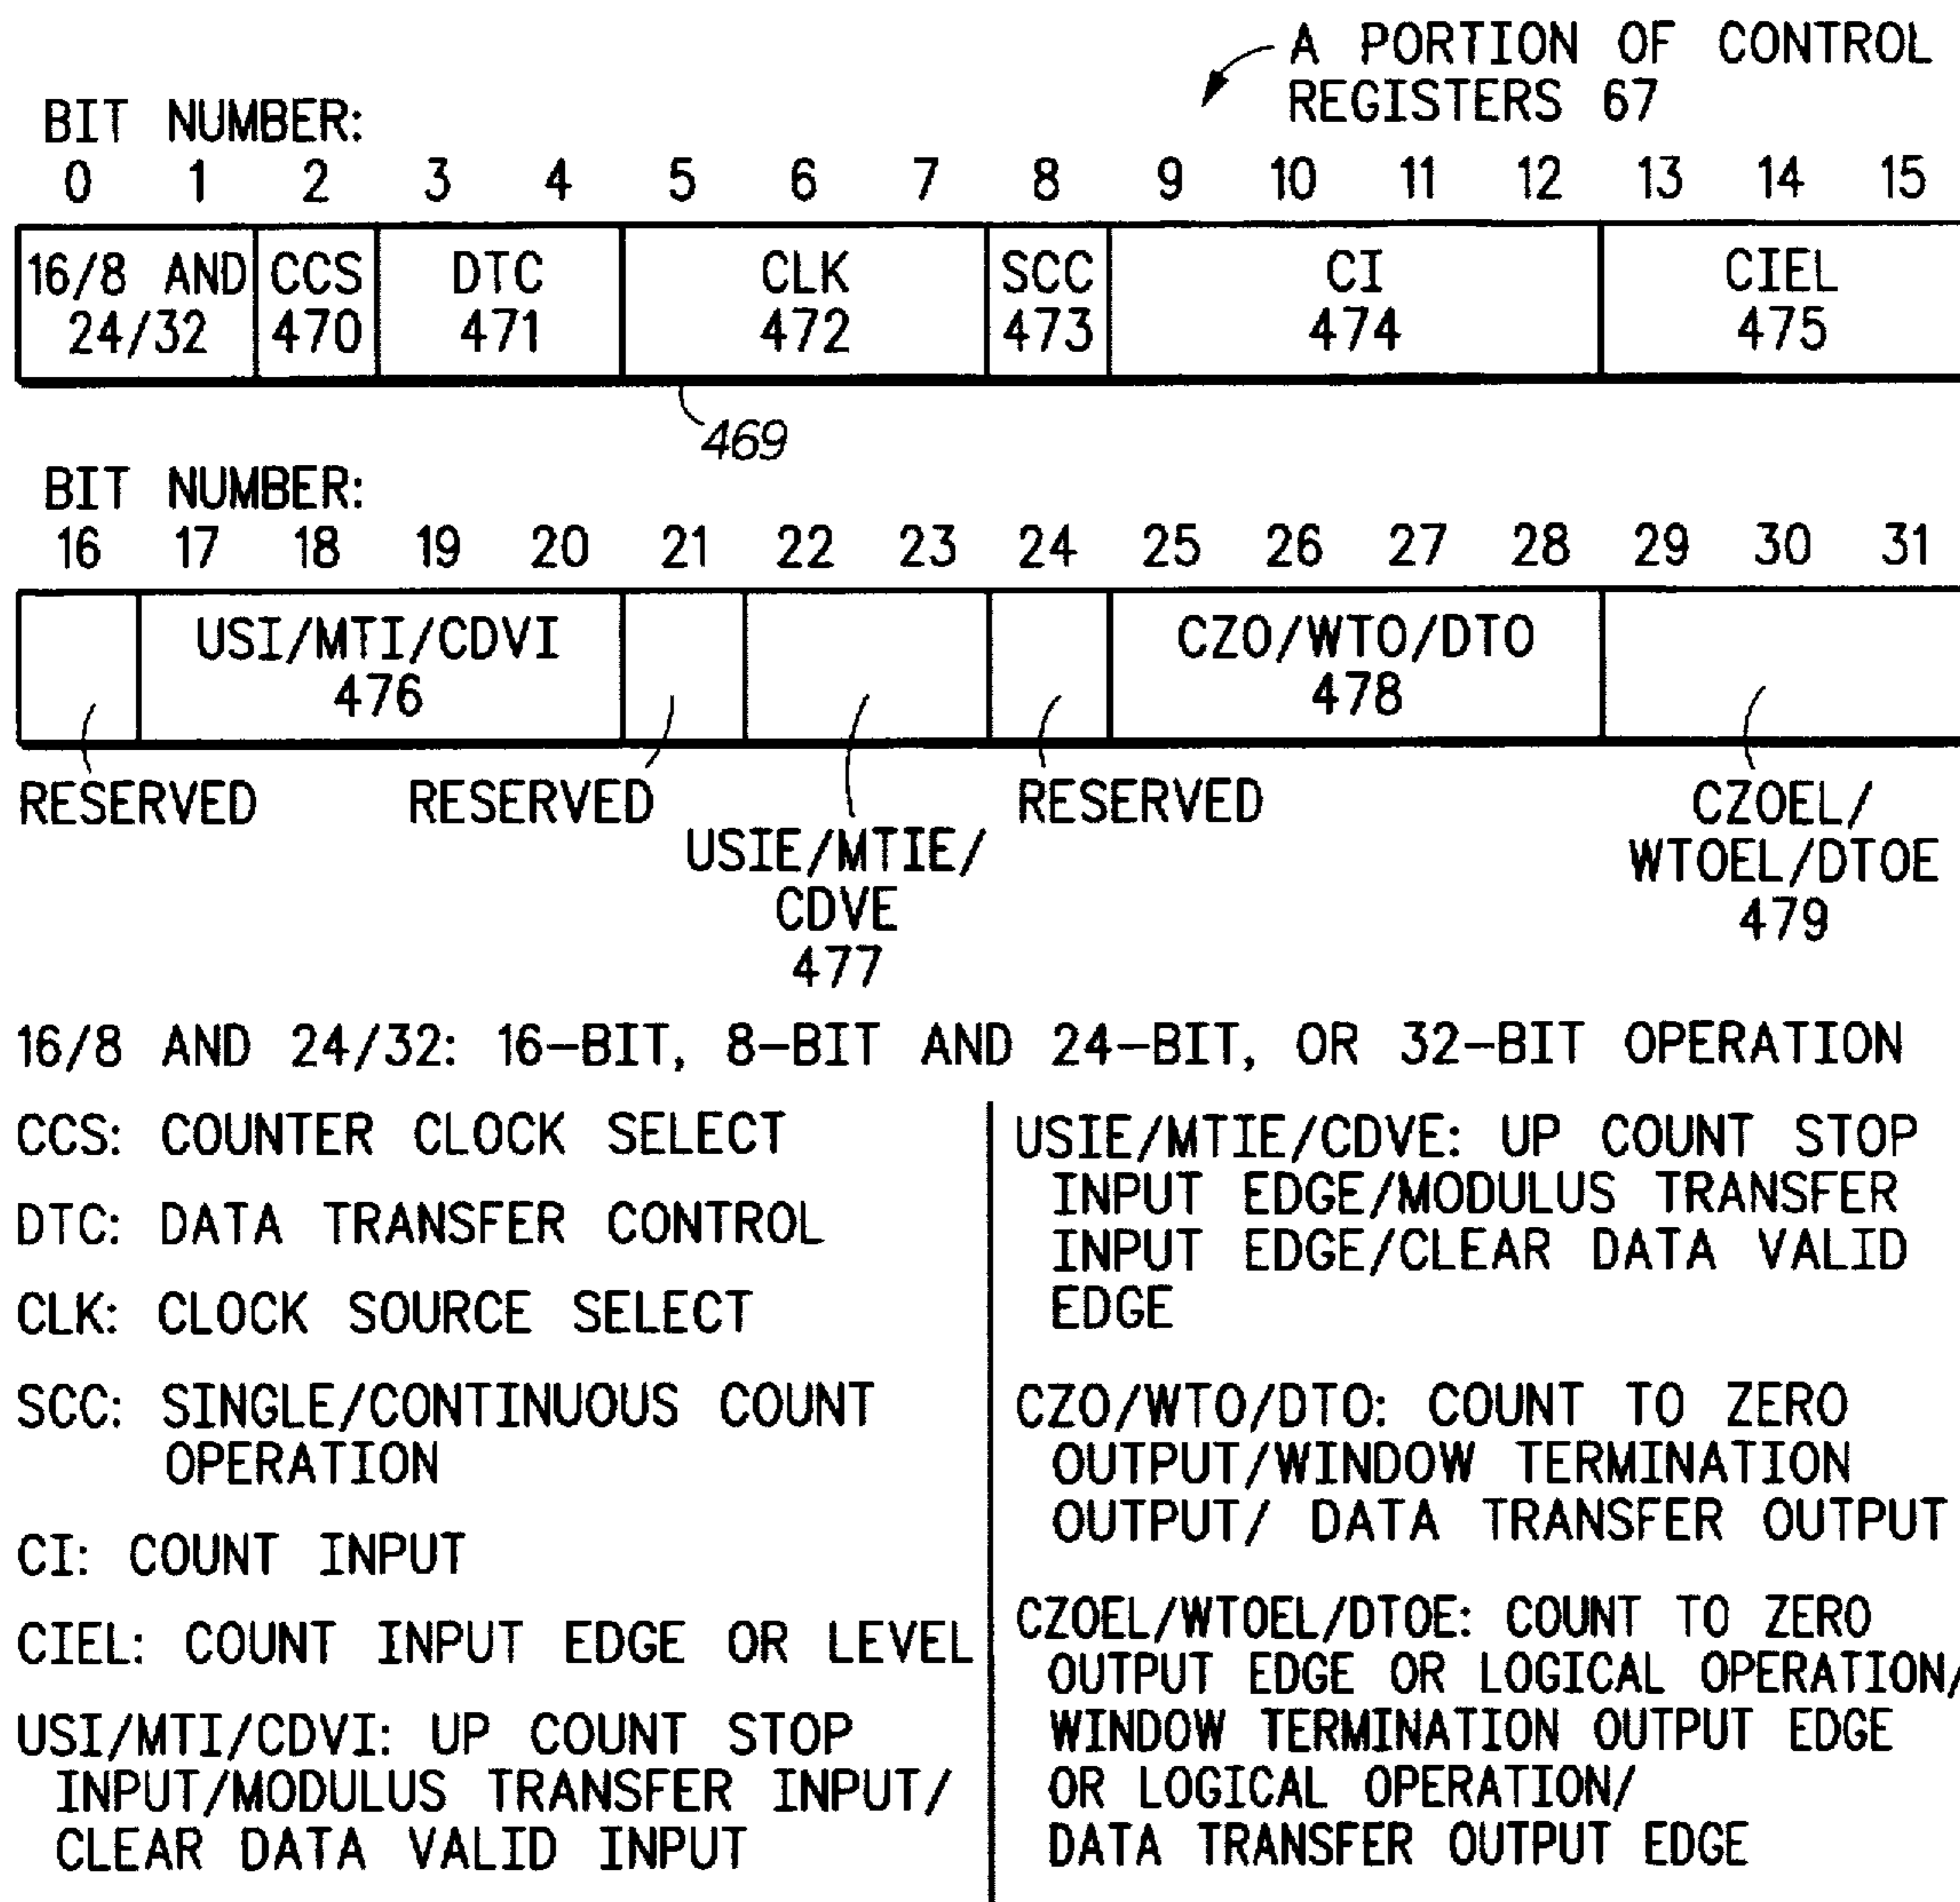 A PORTION OF CONTROL
REGISTERS 67
BIT NUMBER:
0 1 2 3 4 5 6 7 8 9 10 11 12 13 14 15
16/8 AND CCS DTC CLK SCC CI CIEL
24/32 470 471 472 473 474 475
469
BIT NUMBER:
16 17 18 19 20 21 22 23 24 25 26 27 28 29 30 31
USI/MTI/CDVI CZO/WTO/DTO
476 478
RESERVED RESERVED RESERVED CZOEL/
USIE/MTIE/ WTOEL/DTOE
CDVE 479
477
16/8 AND 24/32: 16-BIT, 8-BIT AND 24-BIT, OR 32-BIT OPERATION
CCS: COUNTER CLOCK SELECT
DTC: DATA TRANSFER CONTROL
CLK: CLOCK SOURCE SELECT
SCC: SINGLE/CONTINUOUS COUNT
OPERATION
CI: COUNT INPUT
CIEL: COUNT INPUT EDGE OR LEVEL
USI/MTI/CDVI: UP COUNT STOP
INPUT/MODULUS TRANSFER INPUT/
CLEAR DATA VALID INPUT
USIE/MTIE/CDVE: UP COUNT STOP
INPUT EDGE/MODULUS TRANSFER
INPUT EDGE/CLEAR DATA VALID
EDGE
CZO/WTO/DTO: COUNT TO ZERO
OUTPUT/WINDOW TERMINATION
OUTPUT/ DATA TRANSFER OUTPUT
CZOEL/WTOEL/DTOE: COUNT TO ZERO
OUTPUT EDGE OR LOGICAL OPERATION/
WINDOW TERMINATION OUTPUT EDGE
OR LOGICAL OPERATION/
DATA TRANSFER OUTPUT EDGE